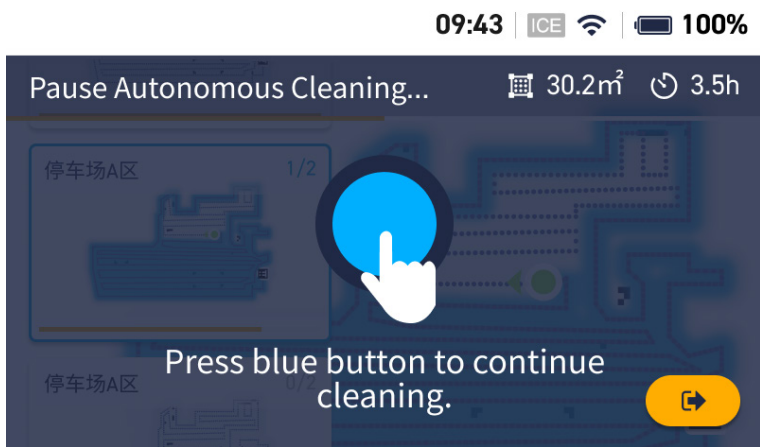 09:43 ICE 100%
Pause Autonomous Cleaning... 30.2㎡ 3.5h
停车场A区 1/2
Press blue button to continue
cleaning.
停车场A区 0/2